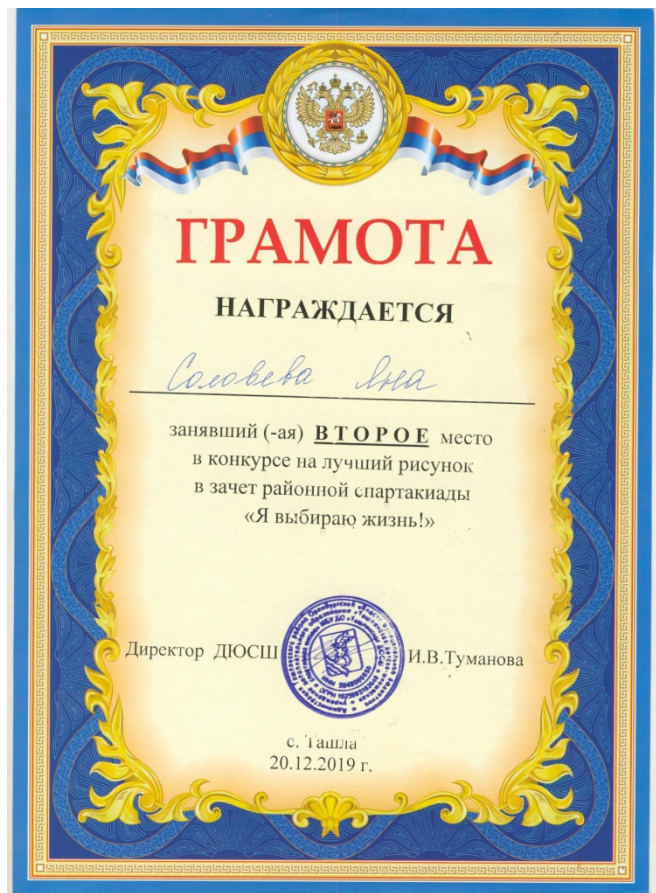 ГРАМОТА
НАГРАЖДАЕТСЯ
Соловьева Яна
занявший (-ая) ВТОРОЕ место
в конкурсе на лучший рисунок
в зачет районной спартакиады
«Я выбираю жизнь!»
Директор ДЮСШ И.В.Туманова
с. Ташла
20.12.2019 г.